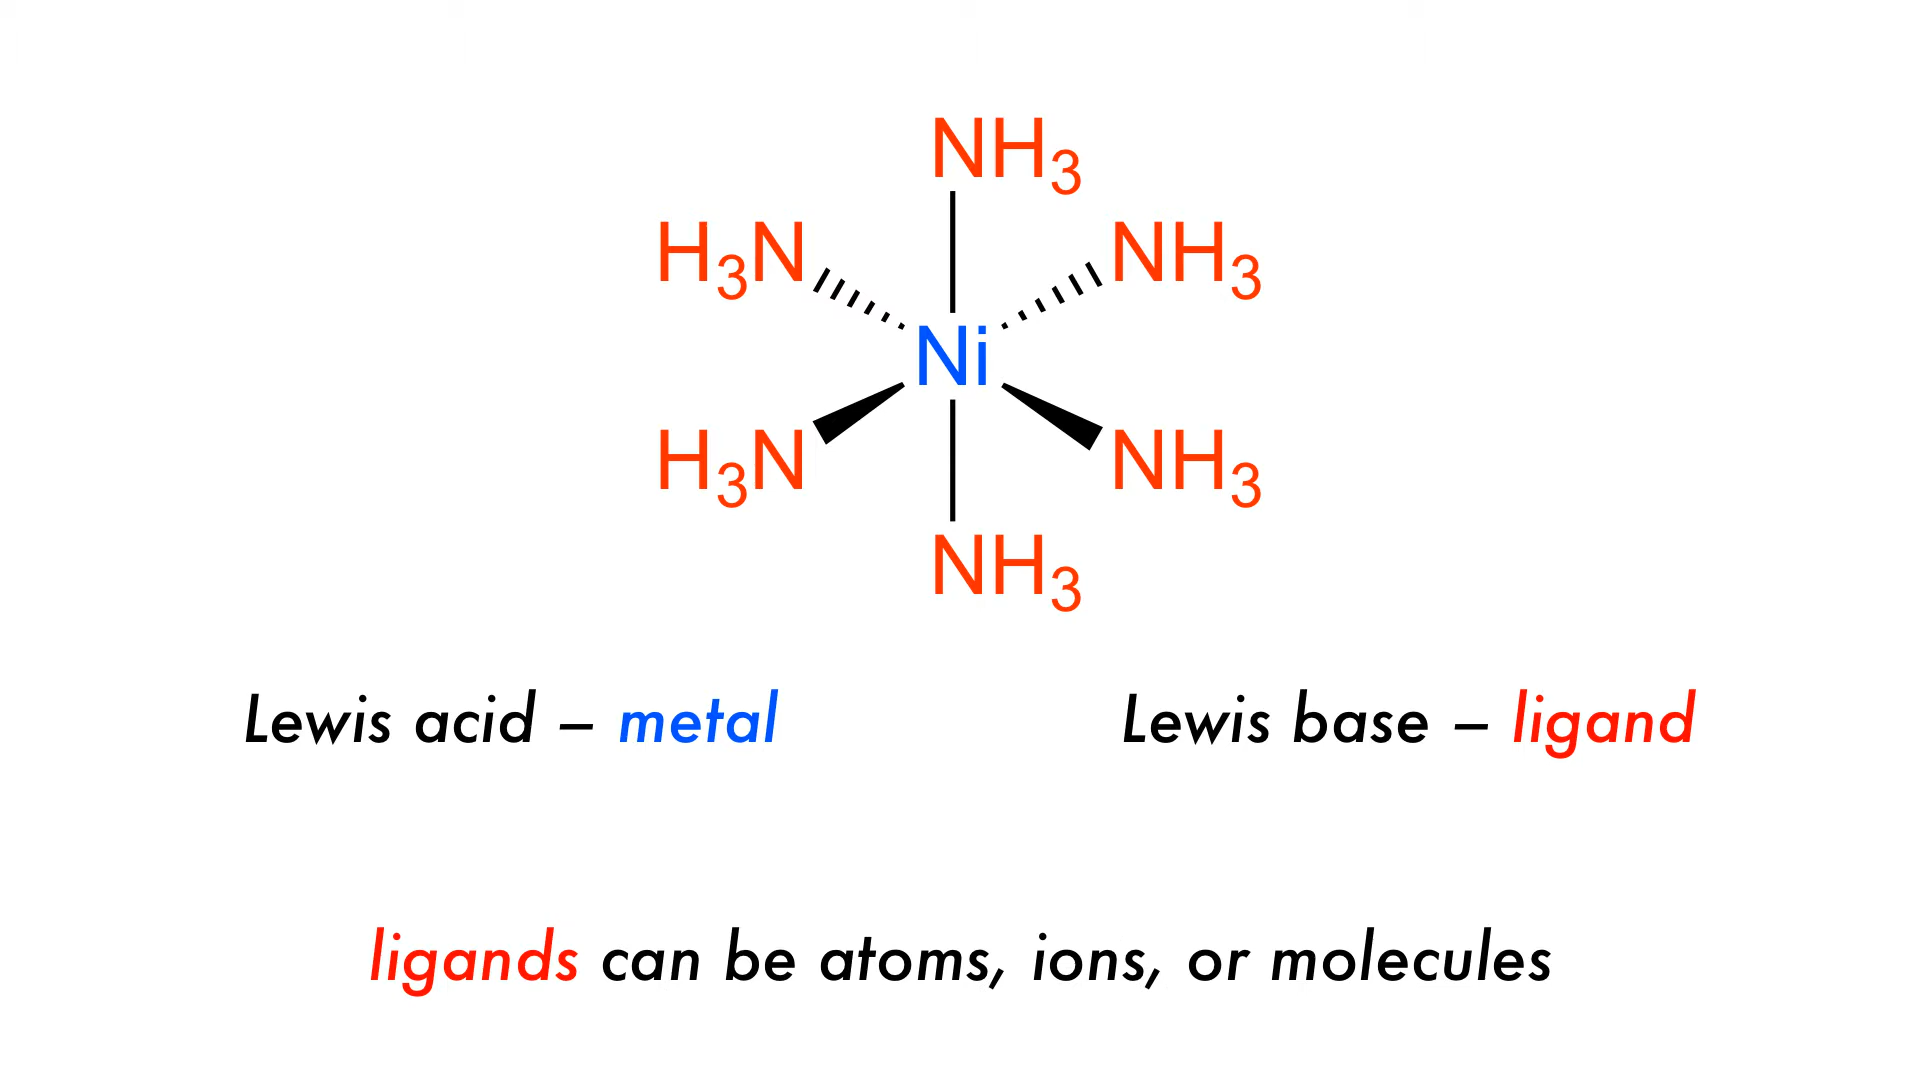 NH₃
H₃N NH₃
Ni
H₃N NH₃
NH₃
Lewis acid – metal
Lewis base – ligand
ligands can be atoms, ions, or molecules